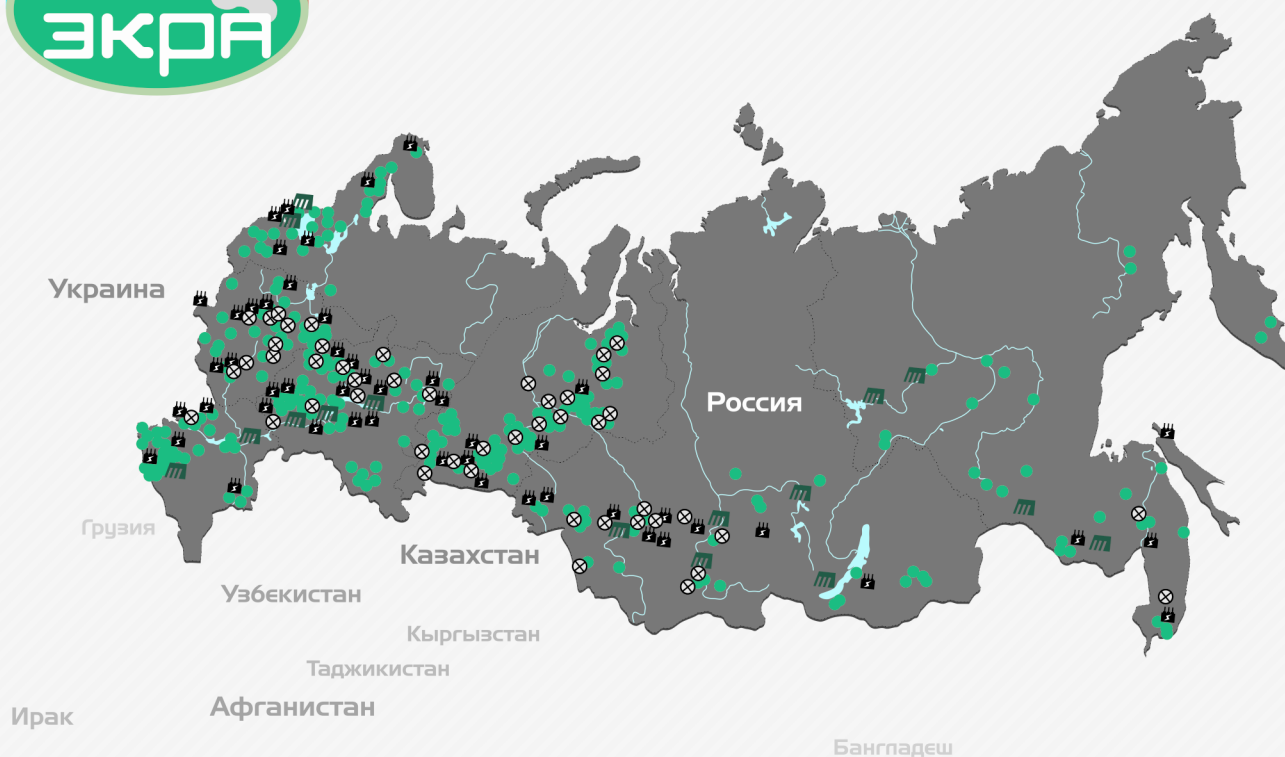 ЭКРА
Украина
Россия
Грузия
Казахстан
Узбекистан
Кыргызстан
Таджикистан
Афганистан
Ирак
Бангладеш